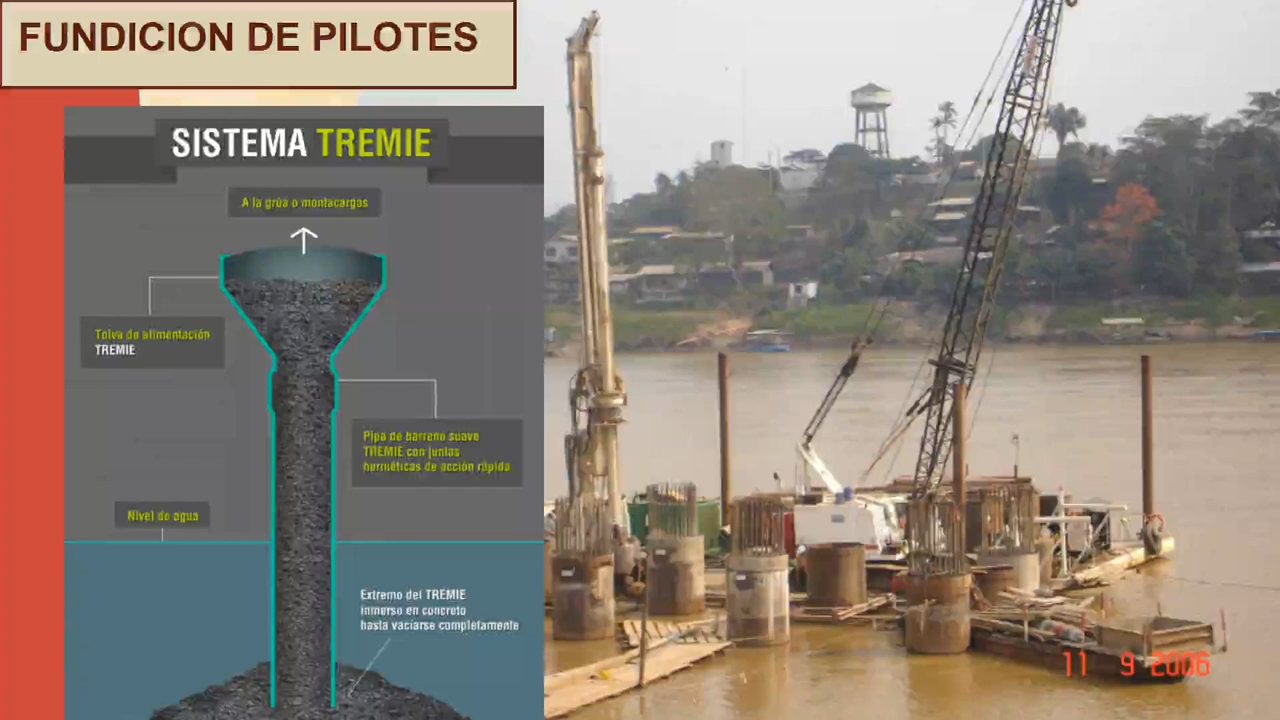 FUNDICION DE PILOTES
SISTEMA TREMIE
A la grúa o montacargas
Tolva de alimentación
TREMIE
Pipa de barreno suave
TREMIE con juntas
herméticas de acción rápida
Nivel de agua
Extremo del TREMIE
inmerso en concreto
hasta vaciarse completamente
11 9 2006